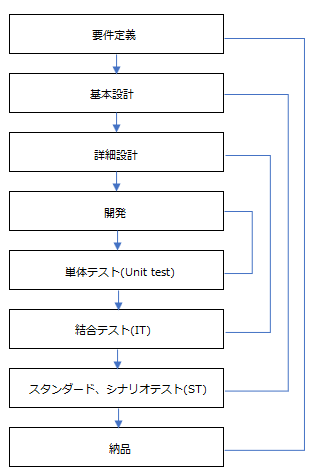 要件定義
基本設計
詳細設計
開発
単体テスト(Unit test)
結合テスト(IT)
スタンダード、シナリオテスト(ST)
納品